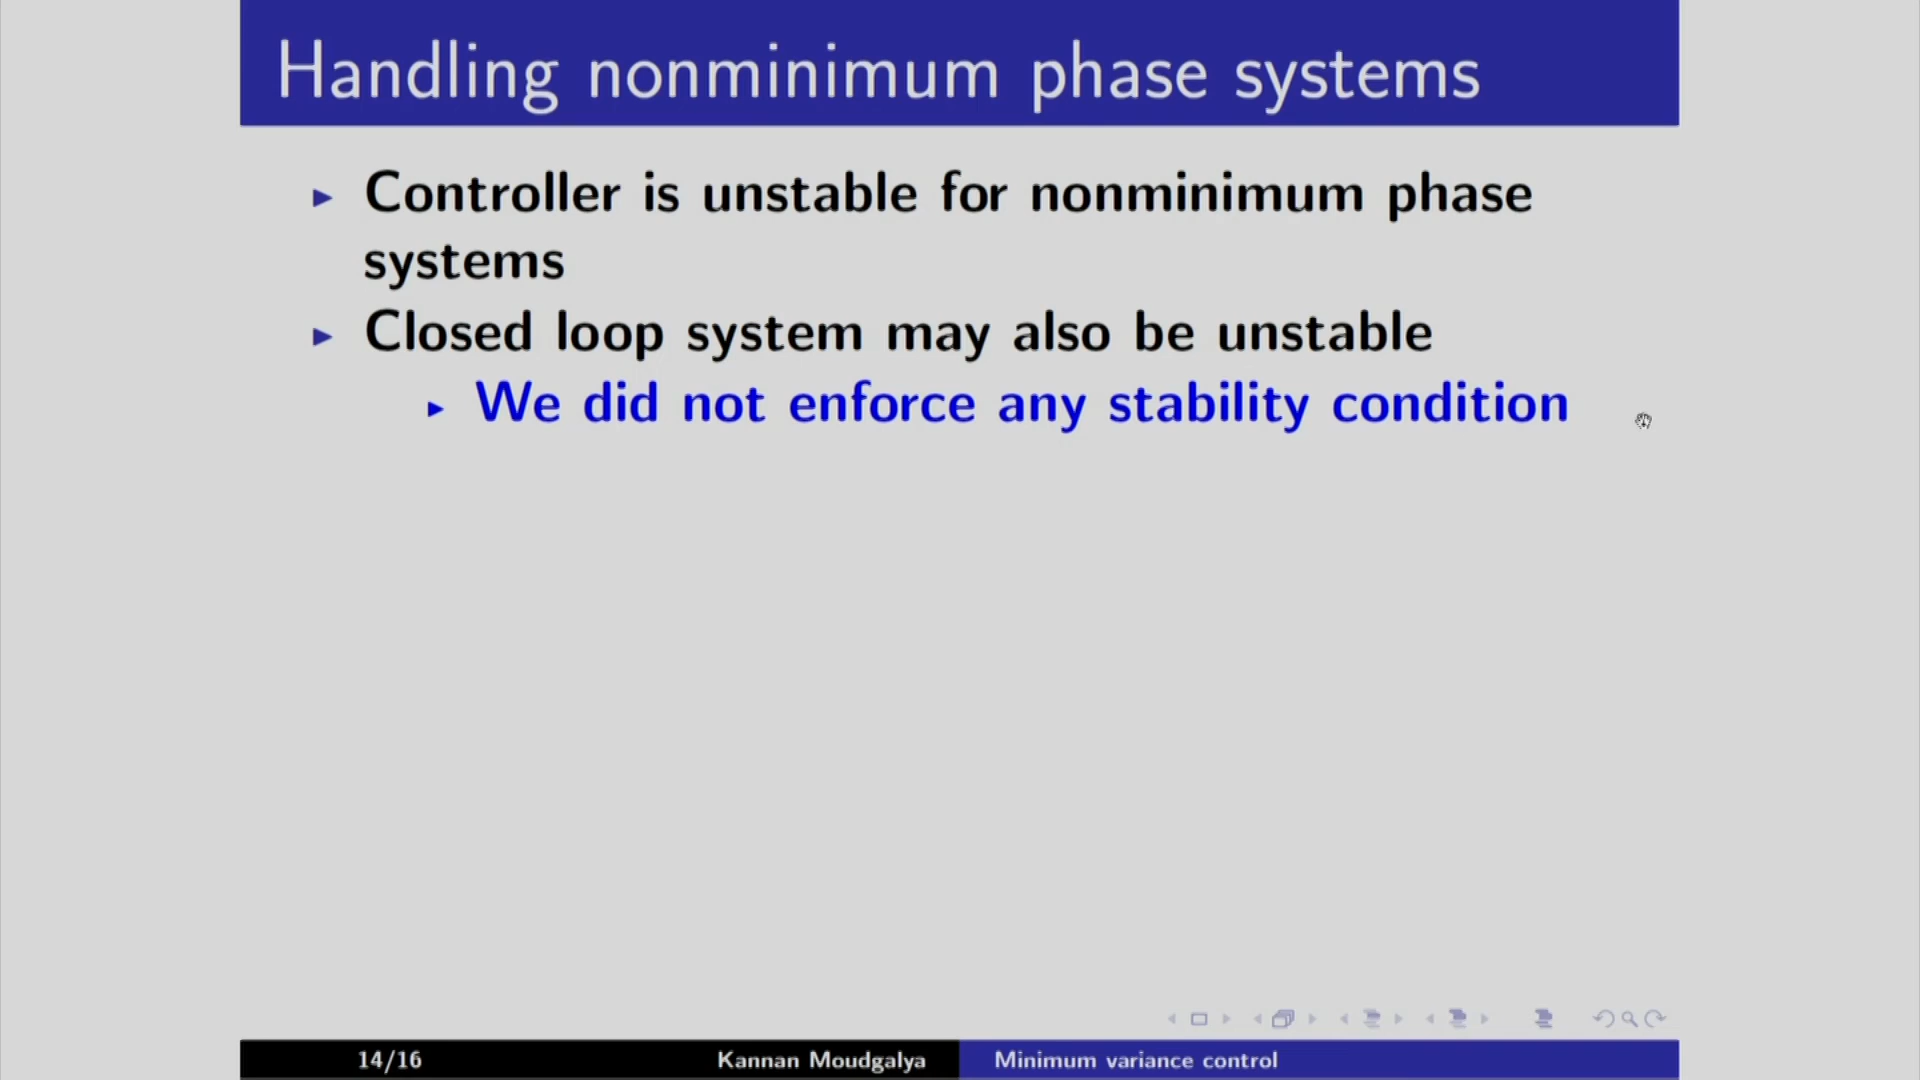 Handling nonminimum phase systems
Controller is unstable for nonminimum phase
systems
Closed loop system may also be unstable
We did not enforce any stability condition
14/16 Kannan Moudgalya Minimum variance control